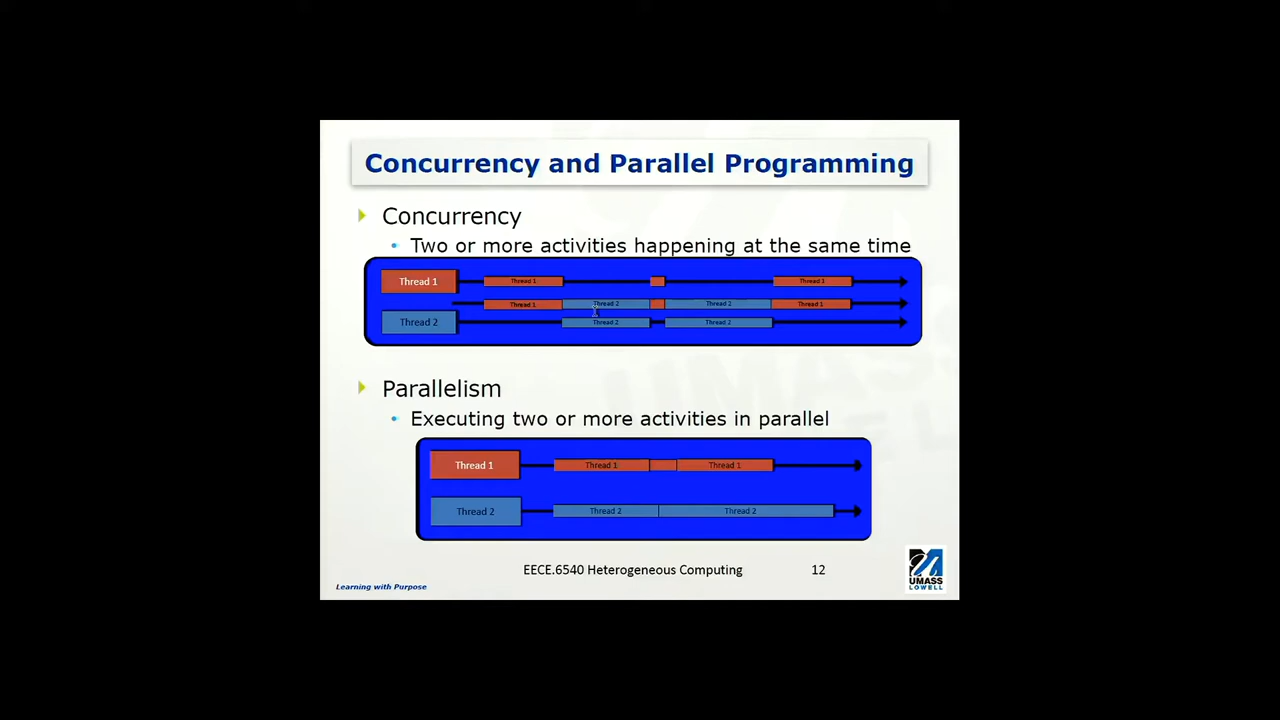 Concurrency and Parallel Programming
Concurrency
• Two or more activities happening at the same time
Thread 1 Thread 1 Thread 1
Thread 1 Thread 2 Thread 2 Thread 1
Thread 2 Thread 2 Thread 2
Parallelism
• Executing two or more activities in parallel
Thread 1 Thread 1 Thread 1
Thread 2 Thread 2 Thread 2
EECE.6540 Heterogeneous Computing 12
Learning with Purpose
UMASS
LOWELL